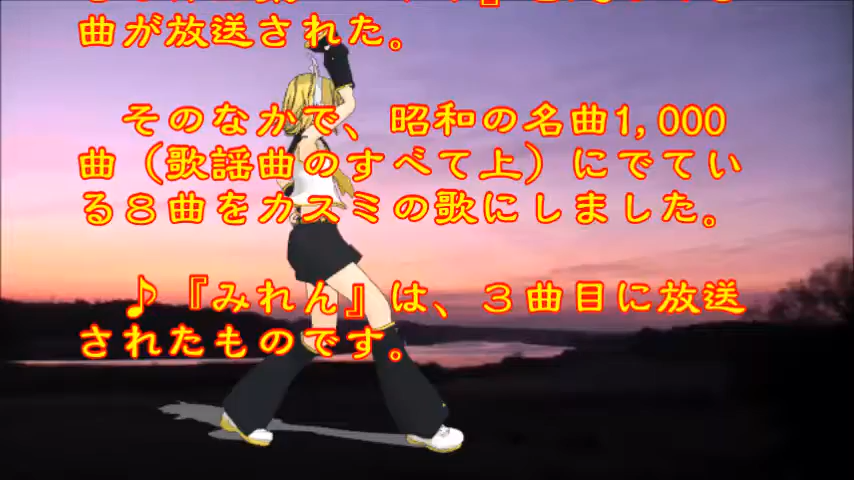 曲が放送された。
そのなかで、昭和の名曲1,000
曲（歌謡曲のすべて上）にでてい
る８曲をカスミの歌にしました。
♪『みれん』は、３曲目に放送
されたものです。